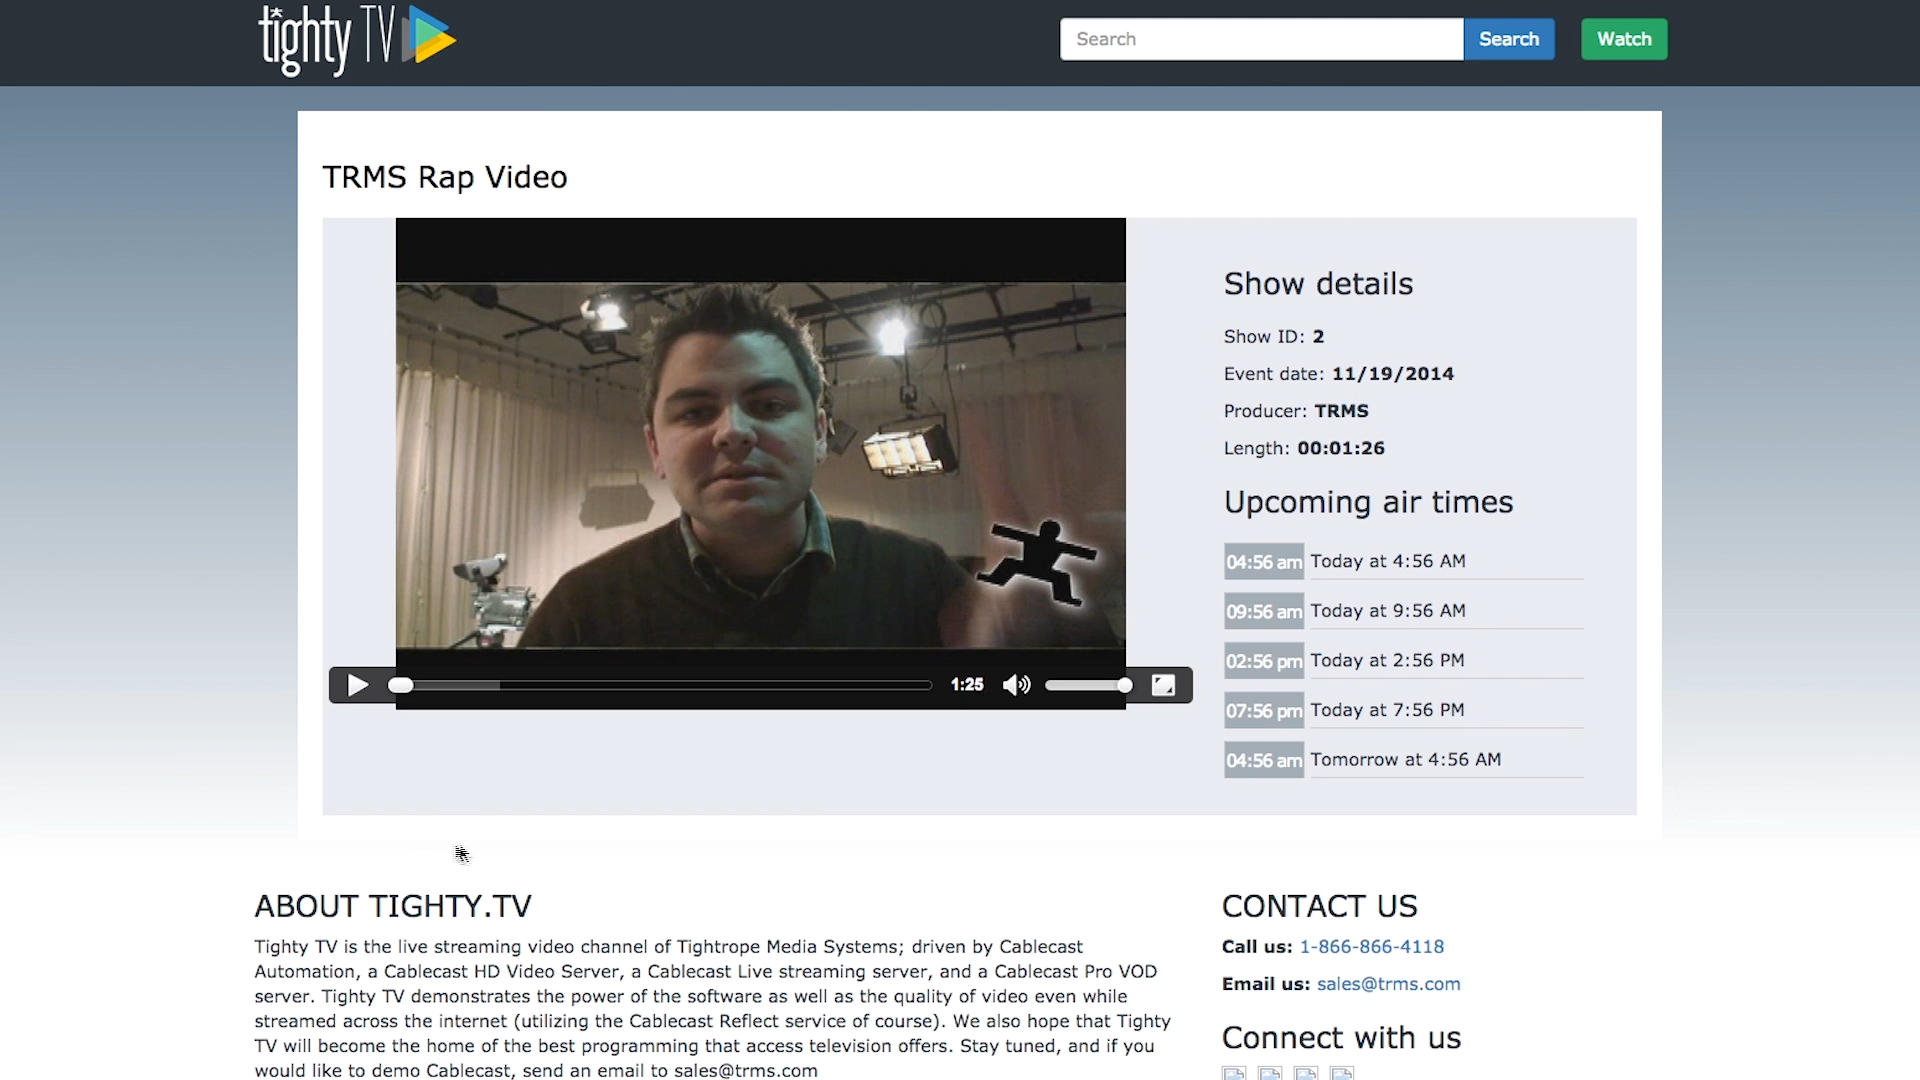 tighty TV
Search
Search
Watch
TRMS Rap Video
Show details
Show ID: 2
Event date: 11/19/2014
Producer: TRMS
Length: 00:01:26
Upcoming air times
04:56 am Today at 4:56 AM
09:56 am Today at 9:56 AM
02:56 pm Today at 2:56 PM
07:56 pm Today at 7:56 PM
04:56 am Tomorrow at 4:56 AM
1:25
ABOUT TIGHTY.TV
Tighty TV is the live streaming video channel of Tightrope Media Systems; driven by Cablecast
Automation, a Cablecast HD Video Server, a Cablecast Live streaming server, and a Cablecast Pro VOD
server. Tighty TV demonstrates the power of the software as well as the quality of video even while
streamed across the internet (utilizing the Cablecast Reflect service of course). We also hope that Tighty
TV will become the home of the best programming that access television offers. Stay tuned, and if you
would like to demo Cablecast, send an email to sales@trms.com
CONTACT US
Call us: 1-866-866-4118
Email us: sales@trms.com
Connect with us